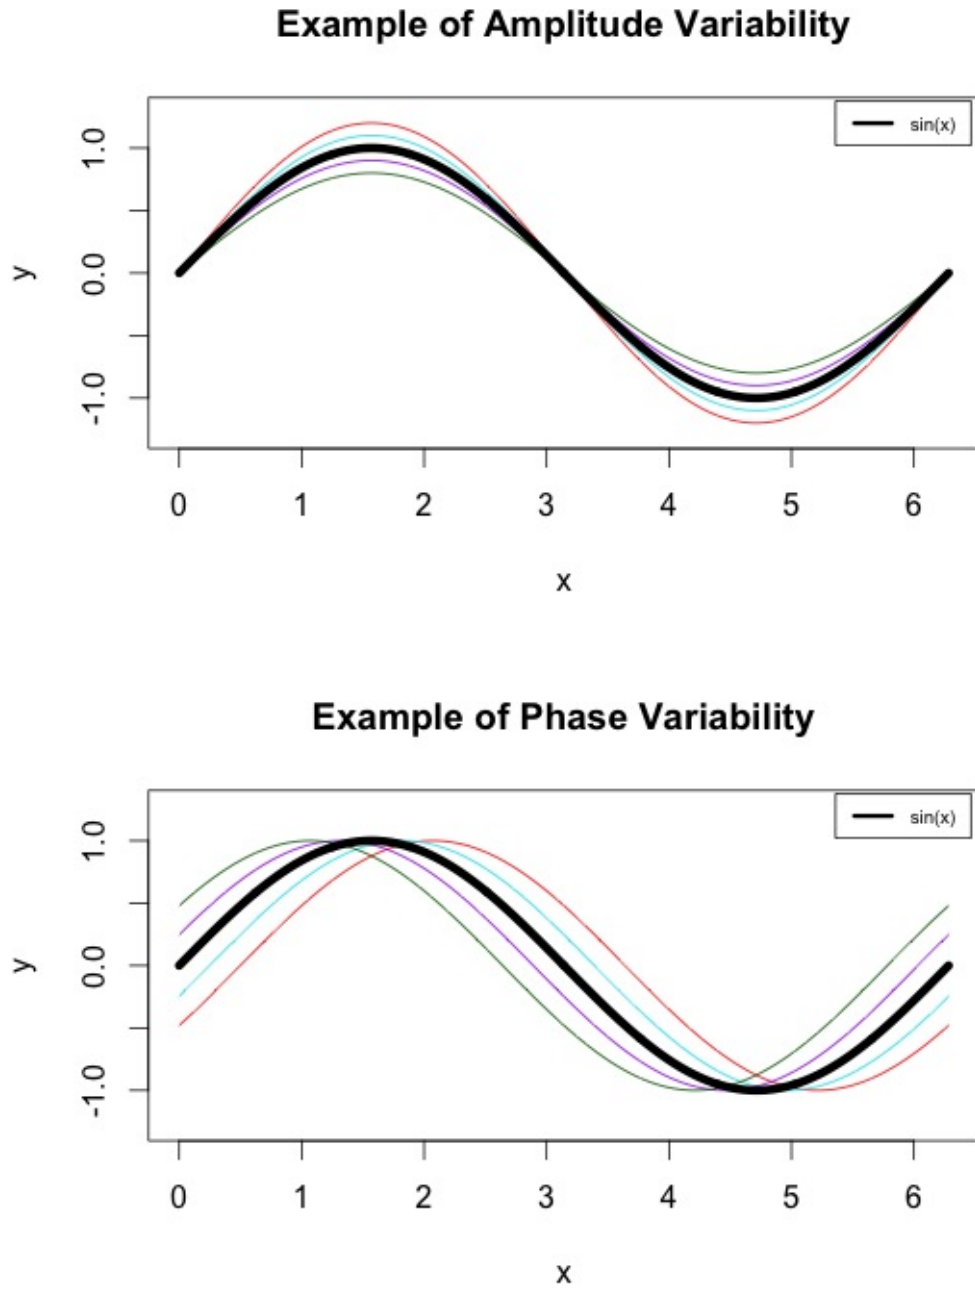 Example of Amplitude Variability
sin(x)
1.0
0.0
-1.0
y
0 1 2 3 4 5 6
x
Example of Phase Variability
sin(x)
1.0
0.0
-1.0
y
0 1 2 3 4 5 6
x